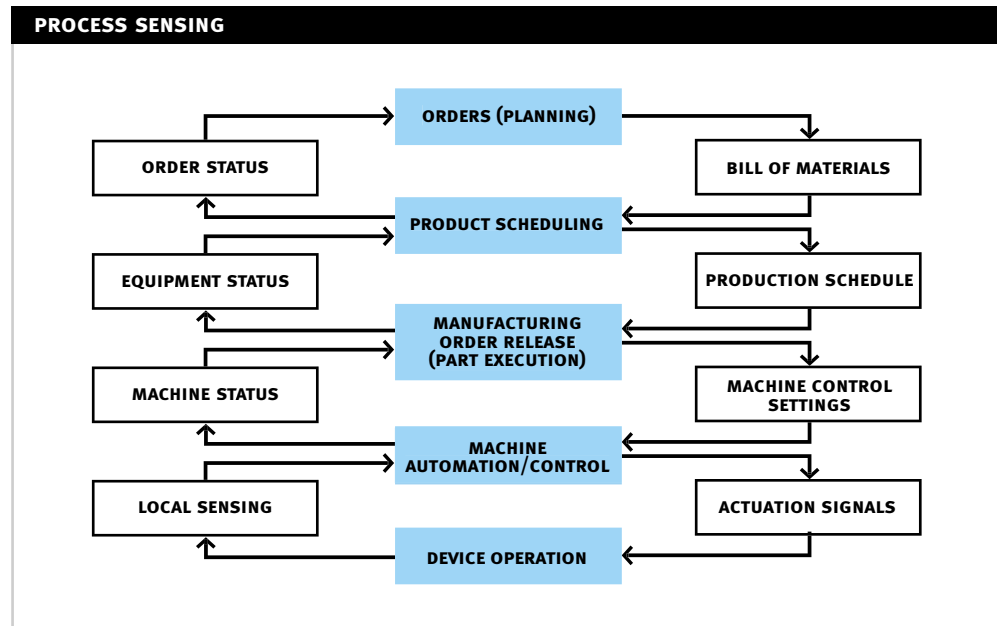 PROCESS SENSING
ORDERS (PLANNING)
ORDER STATUS
BILL OF MATERIALS
PRODUCT SCHEDULING
EQUIPMENT STATUS
PRODUCTION SCHEDULE
MANUFACTURING
ORDER RELEASE
(PART EXECUTION)
MACHINE STATUS
MACHINE CONTROL
SETTINGS
MACHINE
AUTOMATION/CONTROL
LOCAL SENSING
ACTUATION SIGNALS
DEVICE OPERATION